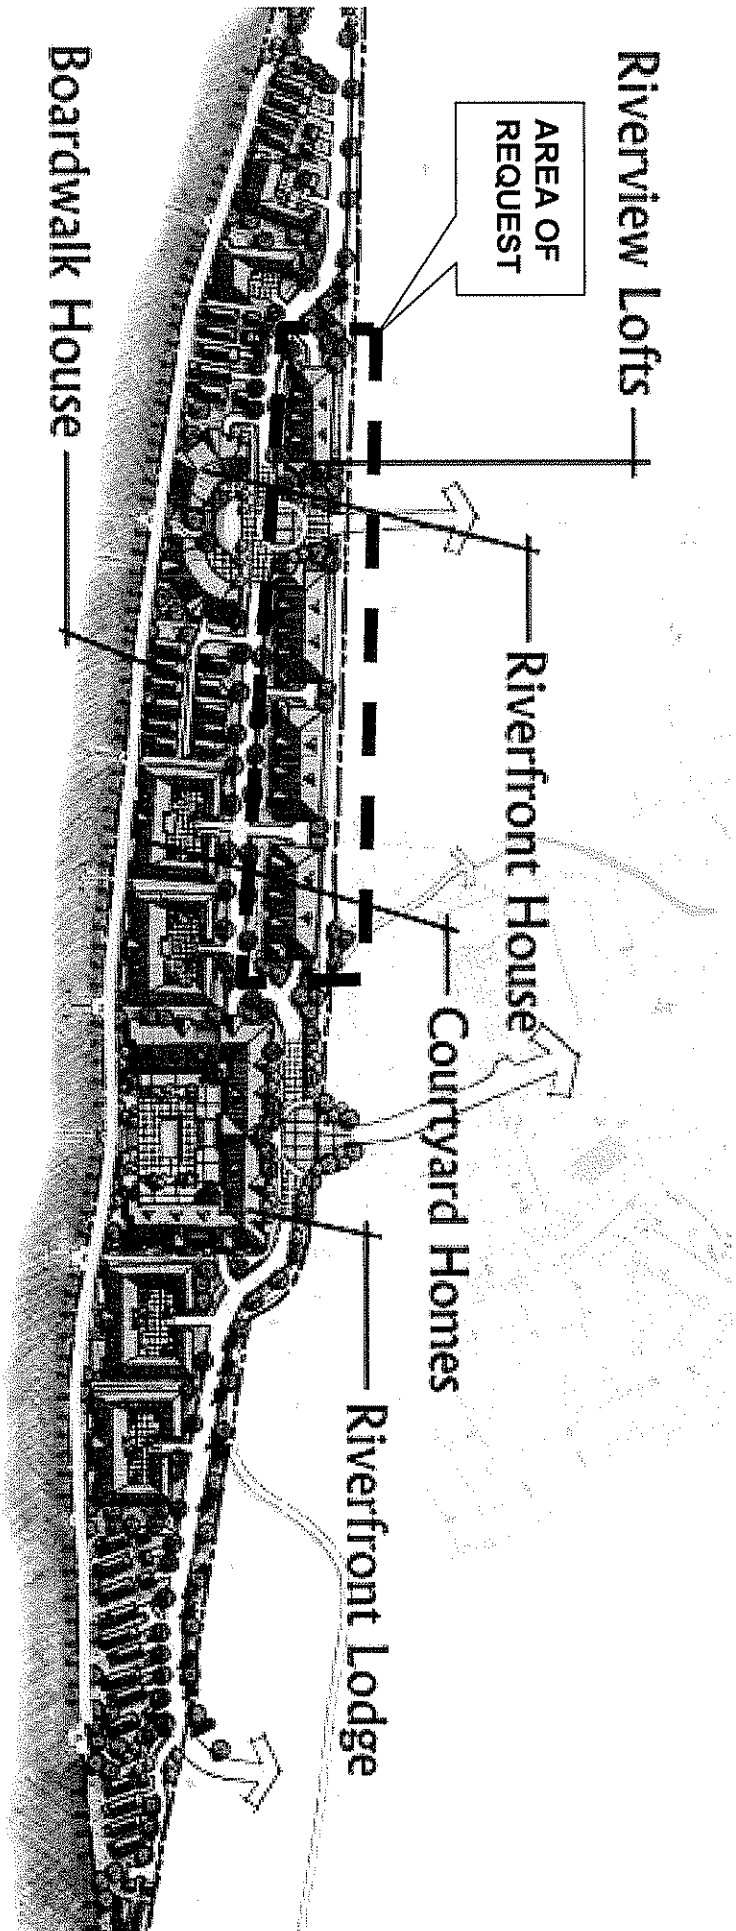 Riverview Lofts
AREA OF
REQUEST
Riverfront House
Courtyard Homes
Riverfront Lodge
Boardwalk House